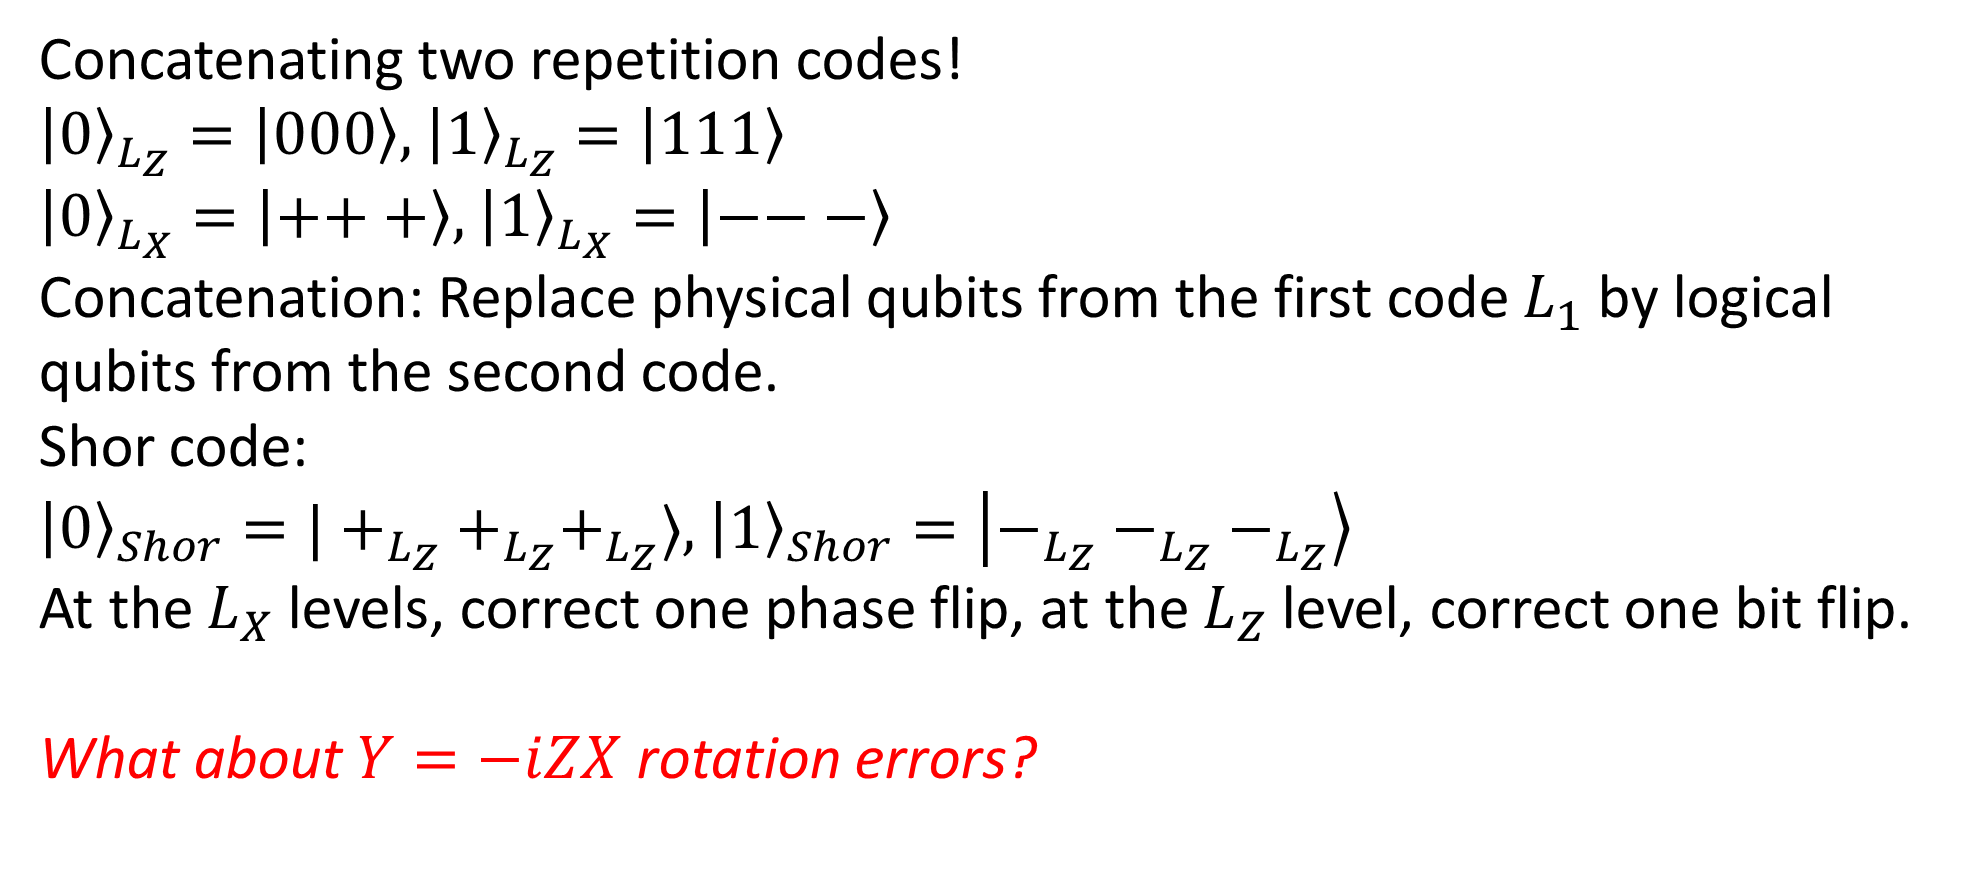 Concatenating two repetition codes!
|0⟩_{L_Z} = |000⟩, |1⟩_{L_Z} = |111⟩
|0⟩_{L_X} = |++ +⟩, |1⟩_{L_X} = |−− −⟩
Concatenation: Replace physical qubits from the first code L_1 by logical
qubits from the second code.
Shor code:
|0⟩_{Shor} = | +_{L_Z} +_{L_Z} +_{L_Z}⟩, |1⟩_{Shor} = |−_{L_Z} −_{L_Z} −_{L_Z}⟩
At the L_X levels, correct one phase flip, at the L_Z level, correct one bit flip.
What about Y = −iZX rotation errors?